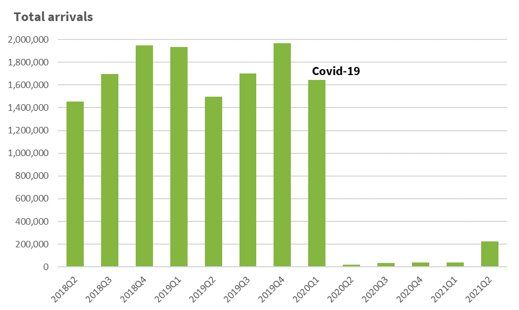 Total arrivals
2,000,000
1,800,000
1,600,000
1,400,000
1,200,000
1,000,000
800,000
600,000
400,000
200,000
0
Covid-19
2018Q2
2018Q3
2018Q4
2019Q1
2019Q2
2019Q3
2019Q4
2020Q1
2020Q2
2020Q3
2020Q4
2021Q1
2021Q2